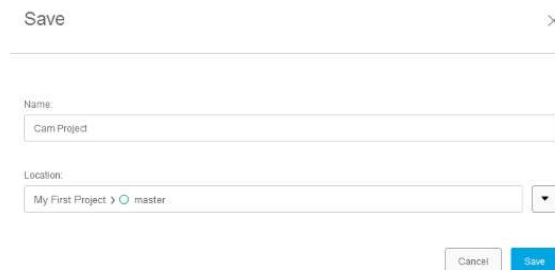 Save
Name:
Cam Project
Location:
My First Project > master
Cancel Save